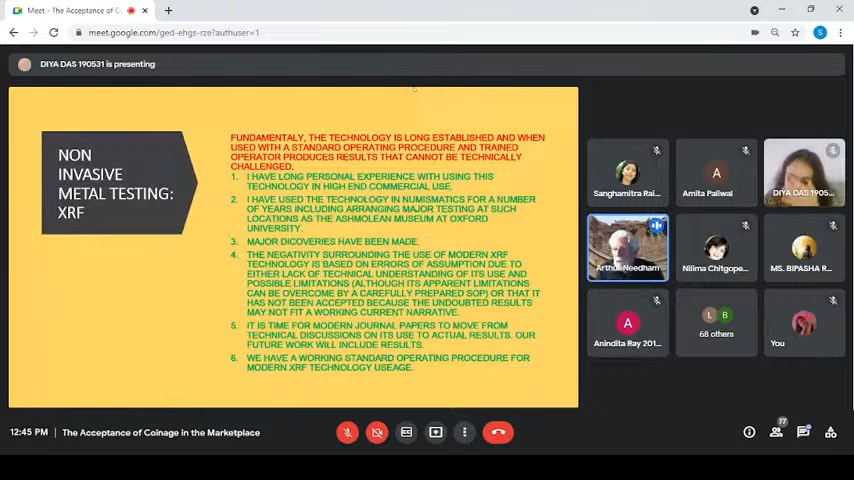 Meet - The Acceptance of C
meet.google.com/ged-ehgs-rze?authuser=1
S
DIYA DAS 190531 is presenting
NON
INVASIVE
METAL TESTING:
XRF
FUNDAMENTALY, THE TECHNOLOGY IS LONG ESTABLISHED AND WHEN
USED WITH A STANDARD OPERATING PROCEDURE AND TRAINED
OPERATOR PRODUCES RESULTS THAT CANNOT BE TECHNICALLY
CHALLENGED.
1. I HAVE LONG PERSONAL EXPERIENCE WITH USING THIS
TECHNOLOGY IN HIGH END COMMERCIAL USE.
2. I HAVE USED THE TECHNOLOGY IN NUMISMATICS FOR A NUMBER
OF YEARS INCLUDING ARRANGING MAJOR TESTING AT SUCH
LOCATIONS AS THE ASHMOLEAN MUSEUM AT OXFORD
UNIVERSITY.
3. MAJOR DICOVERIES HAVE BEEN MADE.
4. THE NEGATIVITY SURROUNDING THE USE OF MODERN XRF
TECHNOLOGY IS BASED ON ERRORS OF ASSUMPTION DUE TO
EITHER LACK OF TECHNICAL UNDERSTANDING OF ITS USE AND
POSSIBLE LIMITATIONS (ALTHOUGH ITS APPARENT LIMITATIONS
CAN BE OVERCOME BY A CAREFULLY PREPARED SOP) OR THAT IT
HAS NOT BEEN ACCEPTED BECAUSE THE UNDOUBTED RESULTS
MAY NOT FIT A WORKING CURRENT NARRATIVE.
5. IT IS TIME FOR MODERN JOURNAL PAPERS TO MOVE FROM
TECHNICAL DISCUSSIONS ON ITS USE TO ACTUAL RESULTS. OUR
FUTURE WORK WILL INCLUDE RESULTS.
6. WE HAVE A WORKING STANDARD OPERATING PROCEDURE FOR
MODERN XRF TECHNOLOGY USEAGE.
Sanghamitra Rai...
A
Amita Paliwal
DIYA DAS 1905...
Arthur Needham
Nilima Chitgope...
MS. BIPASHA R...
A
Anindita Ray 201...
L B
68 others
You
12:45 PM The Acceptance of Coinage in the Marketplace
77